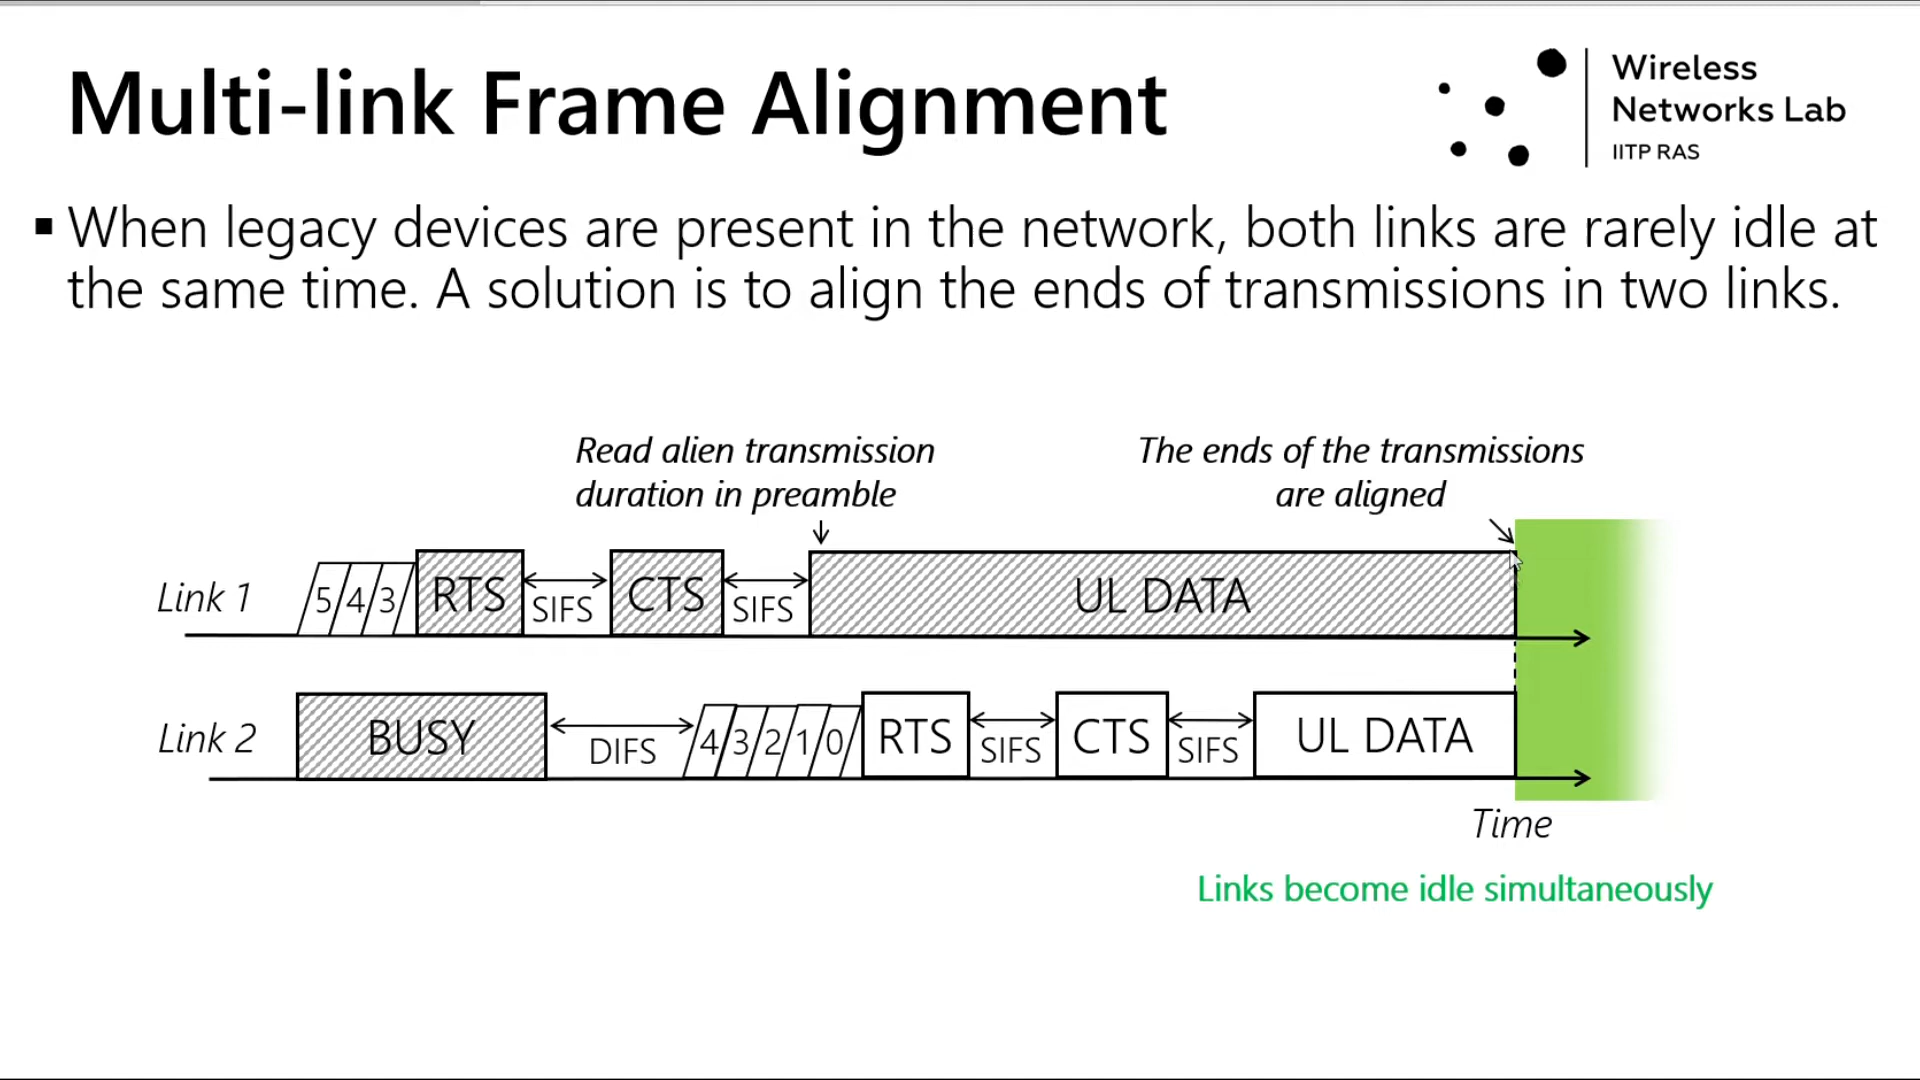 Multi-link Frame Alignment
Wireless
Networks Lab
IITP RAS
▪ When legacy devices are present in the network, both links are rarely idle at
the same time. A solution is to align the ends of transmissions in two links.
Read alien transmission
duration in preamble
The ends of the transmissions
are aligned
Link 1 5 4 3 RTS SIFS CTS SIFS UL DATA
Link 2 BUSY DIFS 4 3 2 1 0 RTS SIFS CTS SIFS UL DATA
Time
Links become idle simultaneously